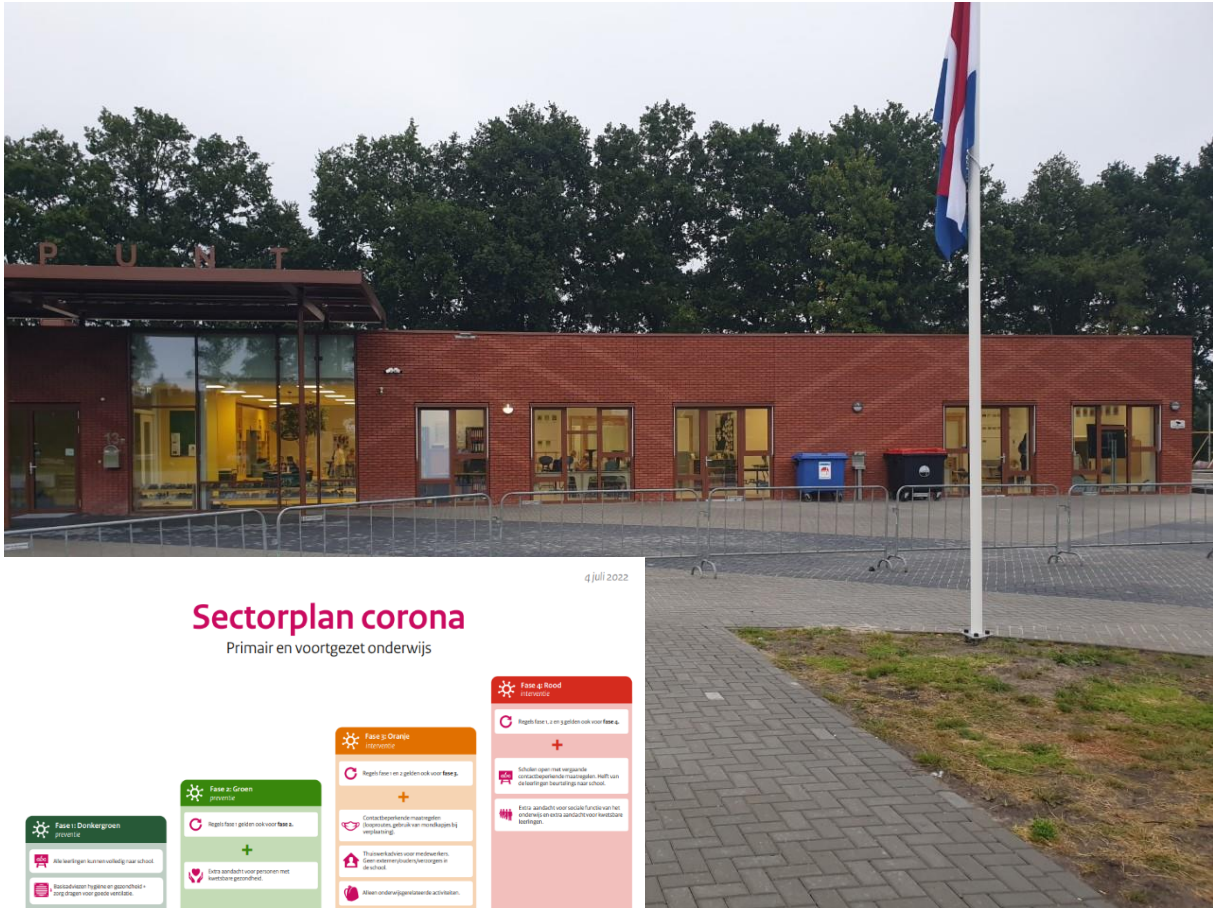 PUNT
13
4 juli 2022
Sectorplan corona
Primair en voortgezet onderwijs
Fase 4: Rood
interventie
Regels fase 1, 2 en 3 gelden ook voor fase 4.
+
Scholen open met vergaande
contactbeperkende maatregelen. Helft van
de leerlingen beurtelings naar school.
Extra aandacht voor sociale functie van het
onderwijs en extra aandacht voor kwetsbare
leerlingen.
Fase 3: Oranje
interventie
Regels fase 1 en 2 gelden ook voor fase 3.
+
Contactbeperkende maatregelen
(looproutes, gebruik van mondkapjes bij
verplaatsing).
Thuiswerkadvies voor medewerkers.
Geen externen/ouders/verzorgers in
de school.
Alleen onderwijsgerelateerde activiteiten.
Fase 2: Groen
preventie
Regels fase 1 gelden ook voor fase 2.
+
Extra aandacht voor personen met
kwetsbare gezondheid.
Fase 1: Donkergroen
preventie
Alle leerlingen kunnen volledig naar school.
Basisadviezen hygiëne en gezondheid +
zorg dragen voor goede ventilatie.